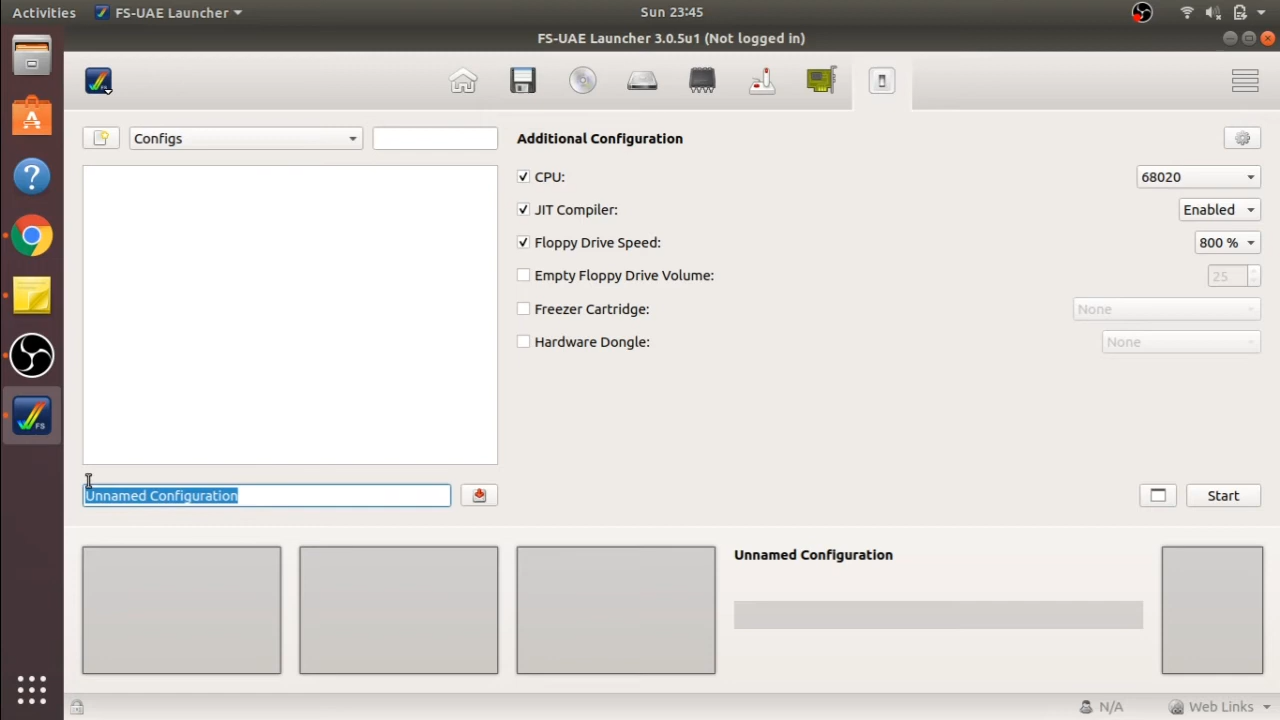 Activities
FS-UAE Launcher
Sun 23:45
FS-UAE Launcher 3.0.5u1 (Not logged in)
Configs
Additional Configuration
CPU:
68020
JIT Compiler:
Enabled
Floppy Drive Speed:
800 %
Empty Floppy Drive Volume:
25
Freezer Cartridge:
None
Hardware Dongle:
None
FS
Unnamed Configuration
Start
Unnamed Configuration
N/A
Web Links